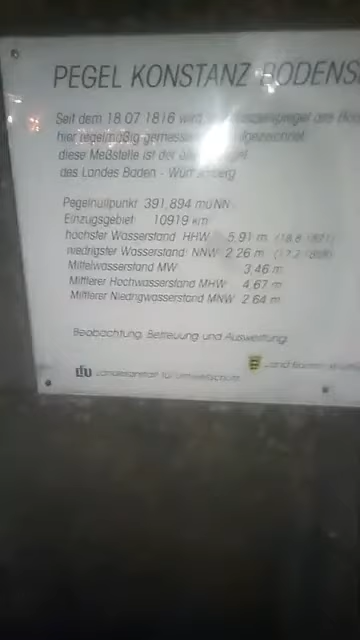 PEGEL KONSTANZ BODENS
Seit dem 18.07.1816 wird
hier regelmäßig gemessen
diese Meßstelle ist der
des Landes Baden - Württemberg
Pegelnullpunkt 391,894 müNN
Einzugsgebiet 10919 km²
höchster Wasserstand HHW 5,91 m
niedrigster Wasserstand NNW 2,26 m
Mittelwasserstand MW 3,46 m
Mittlerer Hochwasserstand MHW 4,67 m
Mittlerer Niedrigwasserstand MNW 2,64 m
Beobachtung, Betreuung und Auswertung:
LfU Landesanstalt für Umweltschutz
Land Baden-